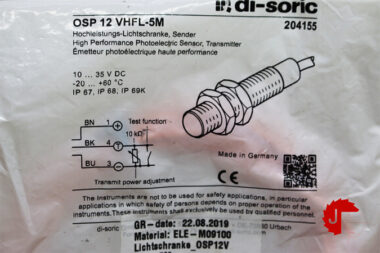 di-soric
OSP 12 VHFL-5M
204155
Hochleistungs-Lichtschranke, Sender
High Performance Photoelectric Sensor, Transmitter
Émetteur photoélectrique haute performance
10 ... 35 V DC
-20 ... +60 °C
IP 67, IP 68, IP 69K
BN 1 +
Test function
10 kΩ
BK 4 T
BU 3 -
Transmit power adjustment
CE
Made in Germany
The Instruments are not to be used for safety applications, in particular
applications in which safety of persons depends on proper operation of the
instruments. These Instruments shall exclusively be used by qualified personnel.
di-soric
Urbach
GR-date: 22.08.2019
Material: ELE-M09100
Lichtschranke_OSP12V